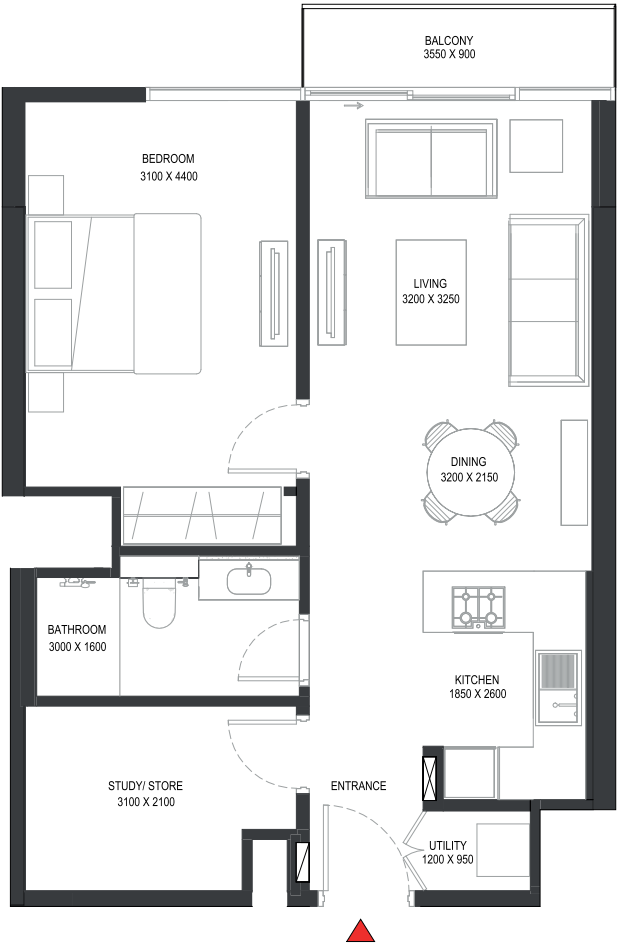 BALCONY
3550 X 900
BEDROOM
3100 X 4400
LIVING
3200 X 3250
DINING
3200 X 2150
BATHROOM
3000 X 1600
KITCHEN
1850 X 2600
STUDY/ STORE
3100 X 2100
ENTRANCE
UTILITY
1200 X 950